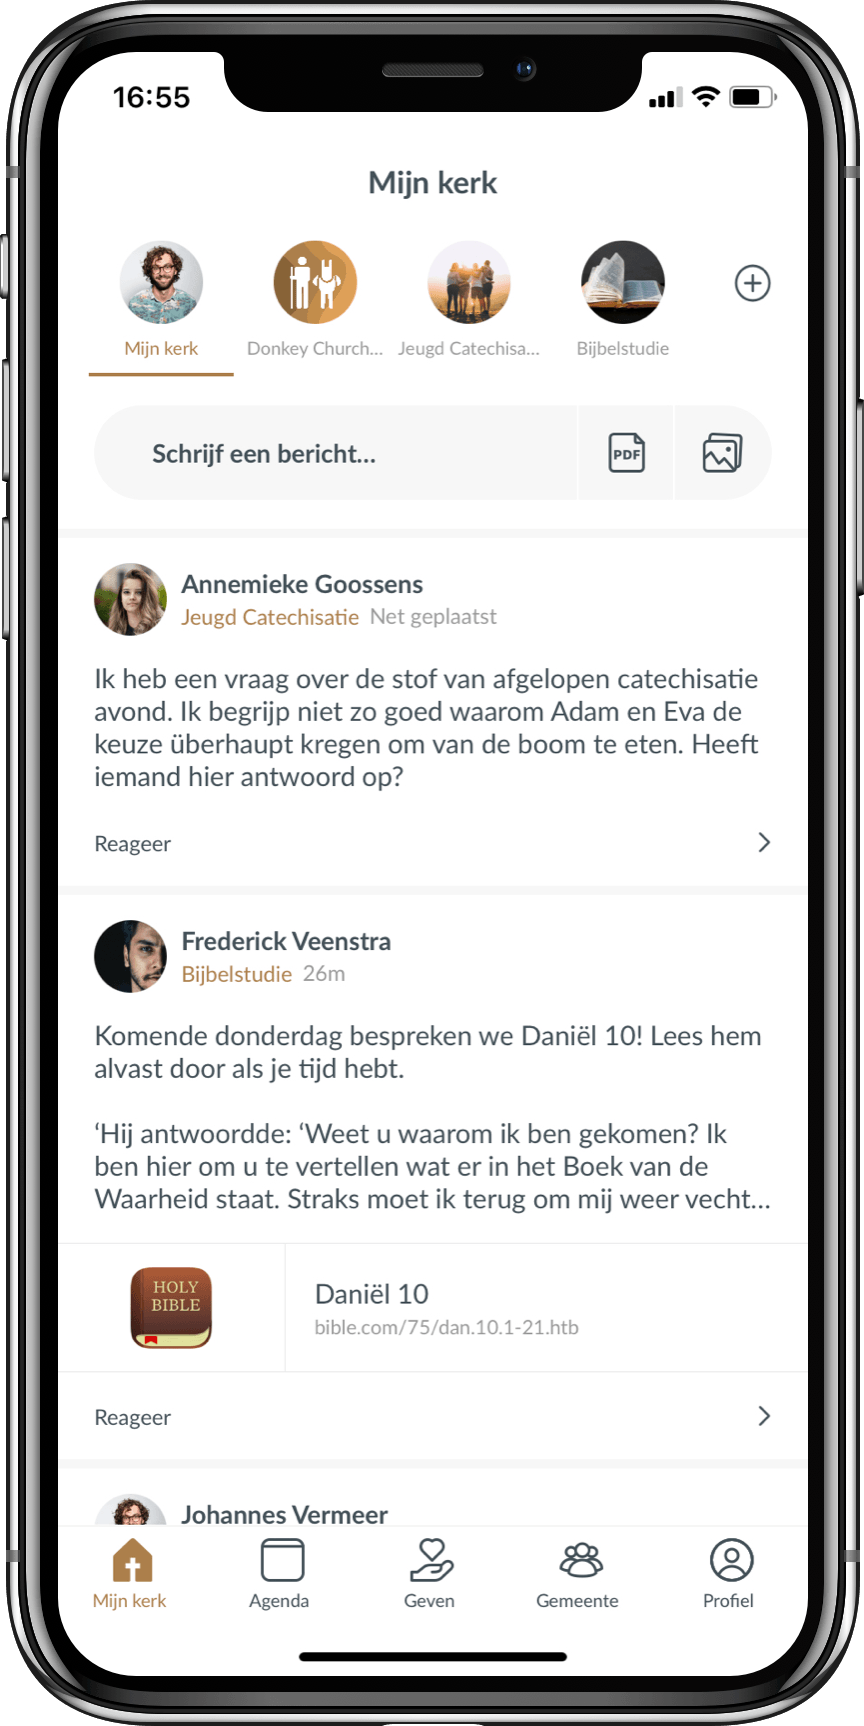 16:55
Mijn kerk
Mijn kerk
Donkey Church...
Jeugd Catechisa...
Bijbelstudie
Schrijf een bericht...
PDF
Annemieke Goossens
Jeugd Catechisatie Net geplaatst
Ik heb een vraag over de stof van afgelopen catechisatie
avond. Ik begrijp niet zo goed waarom Adam en Eva de
keuze überhaupt kregen om van de boom te eten. Heeft
iemand hier antwoord op?
Reageer
Frederick Veenstra
Bijbelstudie 26m
Komende donderdag bespreken we Daniël 10! Lees hem
alvast door als je tijd hebt.
‘Hij antwoordde: ‘Weet u waarom ik ben gekomen? Ik
ben hier om u te vertellen wat er in het Boek van de
Waarheid staat. Straks moet ik terug om mij weer vecht...
HOLY
BIBLE
Daniël 10
bible.com/75/dan.10.1-21.htb
Reageer
Johannes Vermeer
Mijn kerk
Agenda
Geven
Gemeente
Profiel